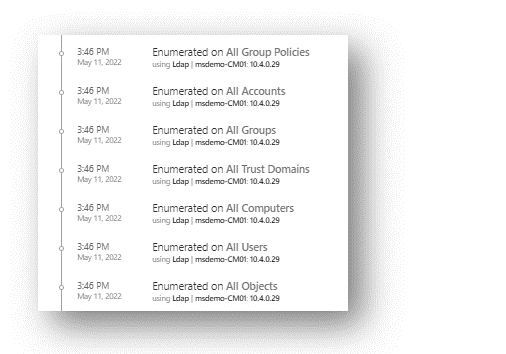 3:46 PM Enumerated on All Group Policies
May 11, 2022 using Ldap | msdemo-CM01: 10.4.0.29
3:46 PM Enumerated on All Accounts
May 11, 2022 using Ldap | msdemo-CM01: 10.4.0.29
3:46 PM Enumerated on All Groups
May 11, 2022 using Ldap | msdemo-CM01: 10.4.0.29
3:46 PM Enumerated on All Trust Domains
May 11, 2022 using Ldap | msdemo-CM01: 10.4.0.29
3:46 PM Enumerated on All Computers
May 11, 2022 using Ldap | msdemo-CM01: 10.4.0.29
3:46 PM Enumerated on All Users
May 11, 2022 using Ldap | msdemo-CM01: 10.4.0.29
3:46 PM Enumerated on All Objects
May 11, 2022 using Ldap | msdemo-CM01: 10.4.0.29